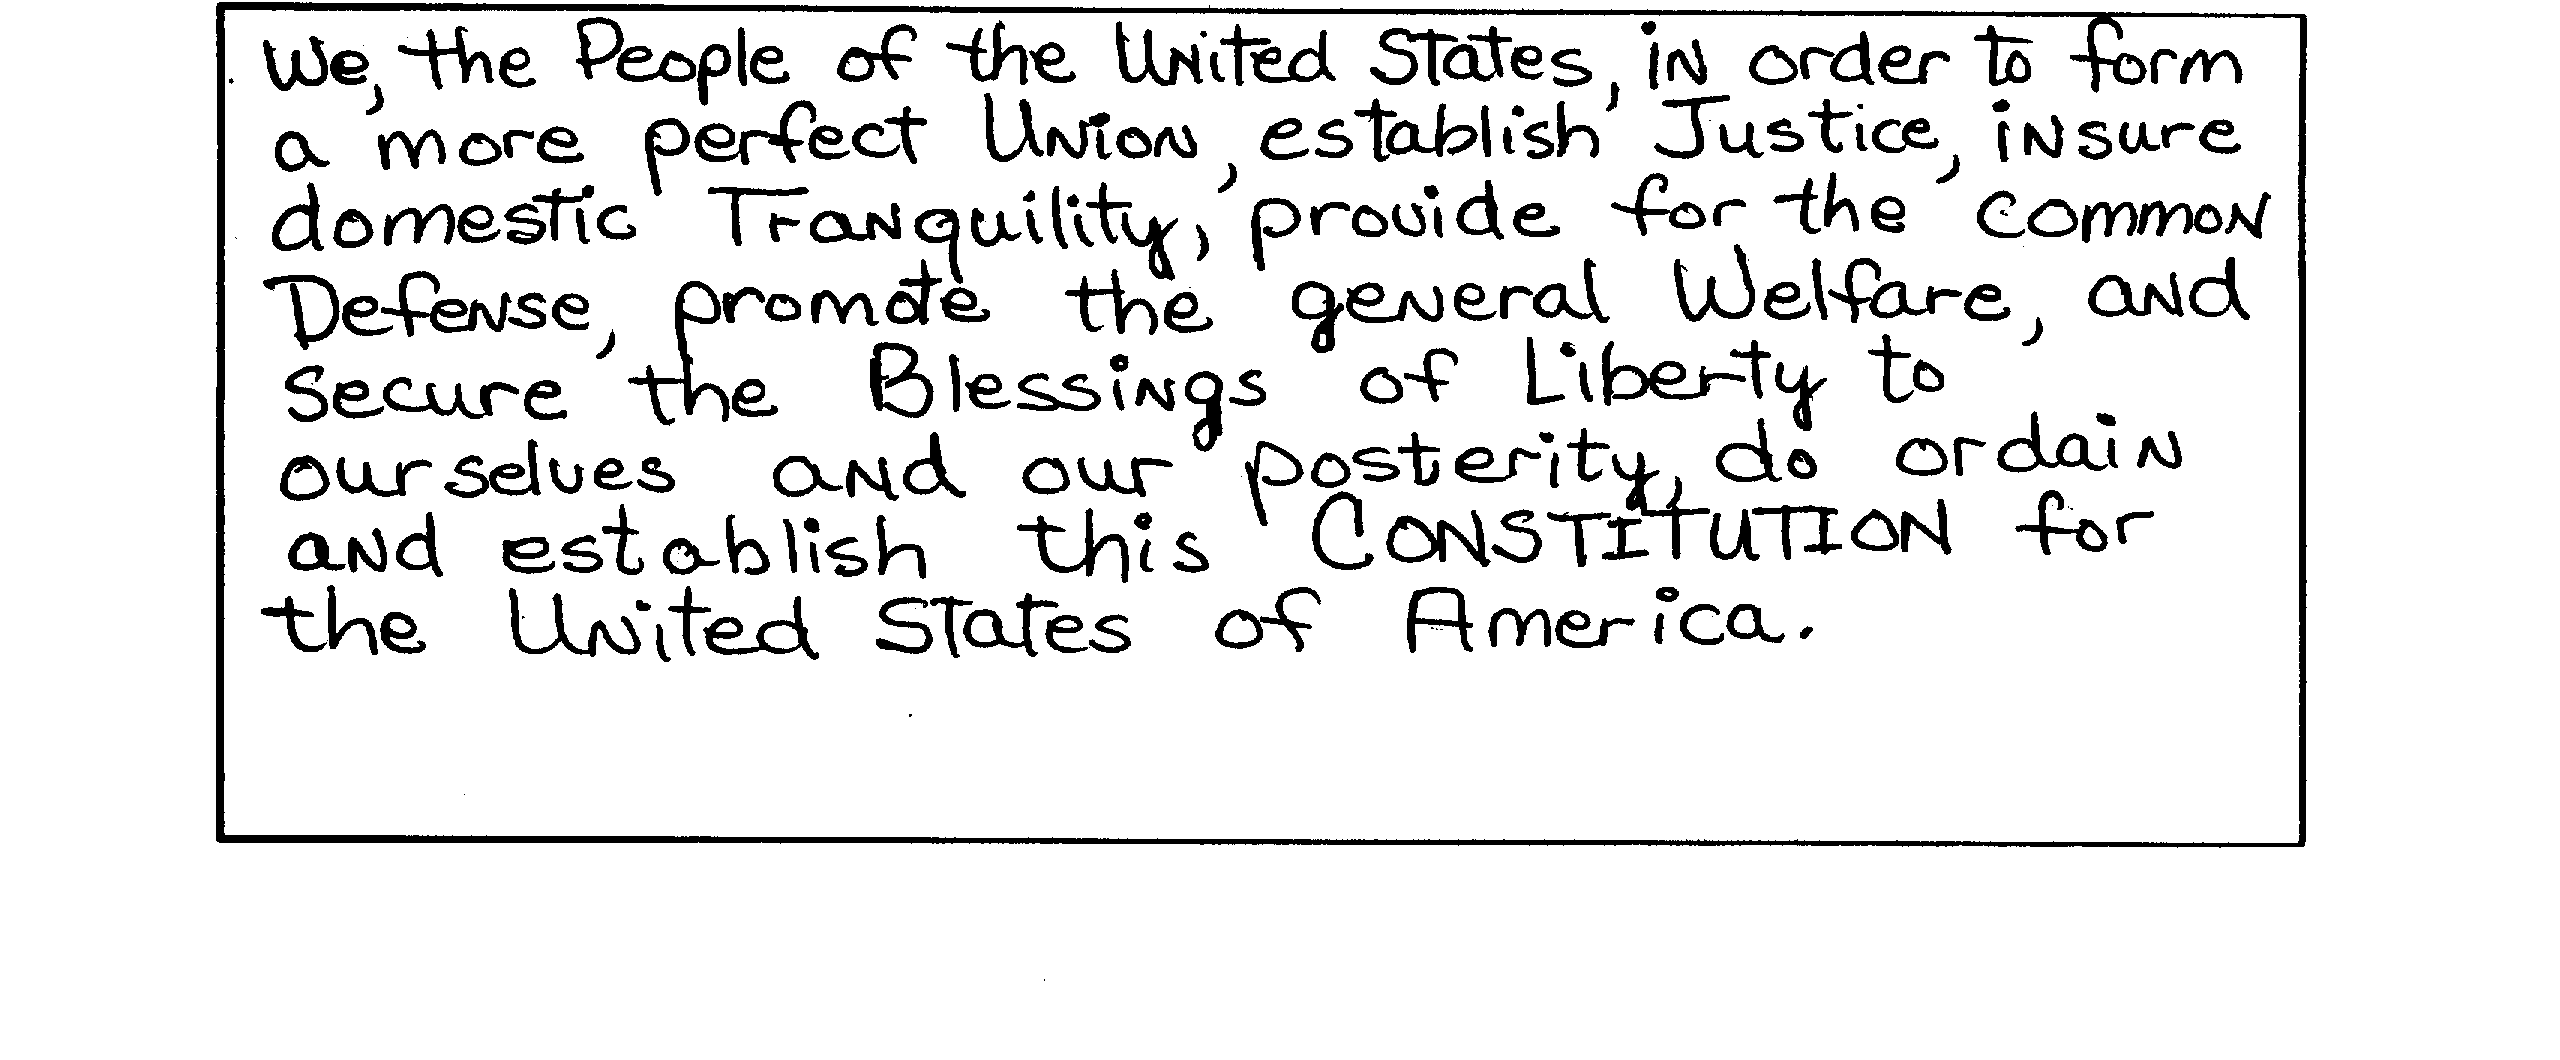 We, the People of the United States, in order to form
a more perfect Union, establish Justice, insure
domestic Tranquility, provide for the common
Defense, promote the general Welfare, and
secure the Blessings of Liberty to
ourselves and our posterity, do ordain
and establish this CONSTITUTION for
the United States of America.